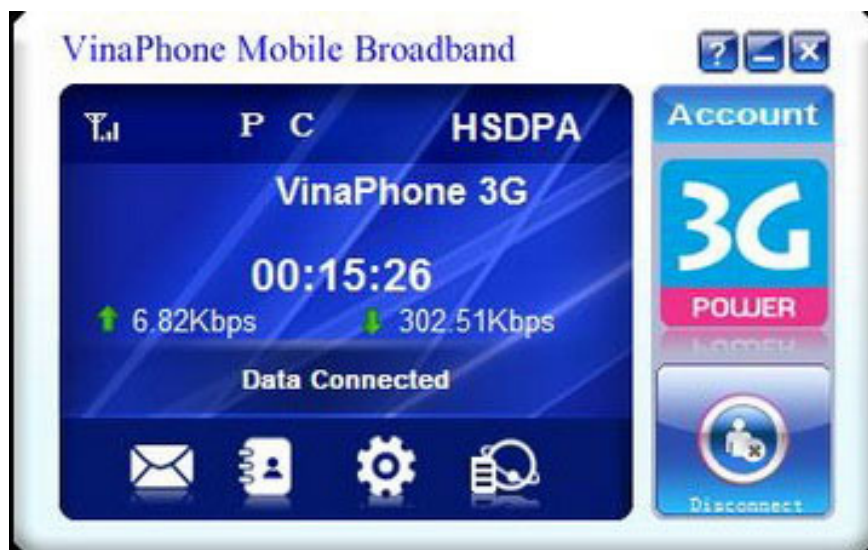 VinaPhone Mobile Broadband
? 
P C HSDPA
Account
VinaPhone 3G
3G
POWER
00:15:26
6.82Kbps 302.51Kbps
Data Connected
Disconnect